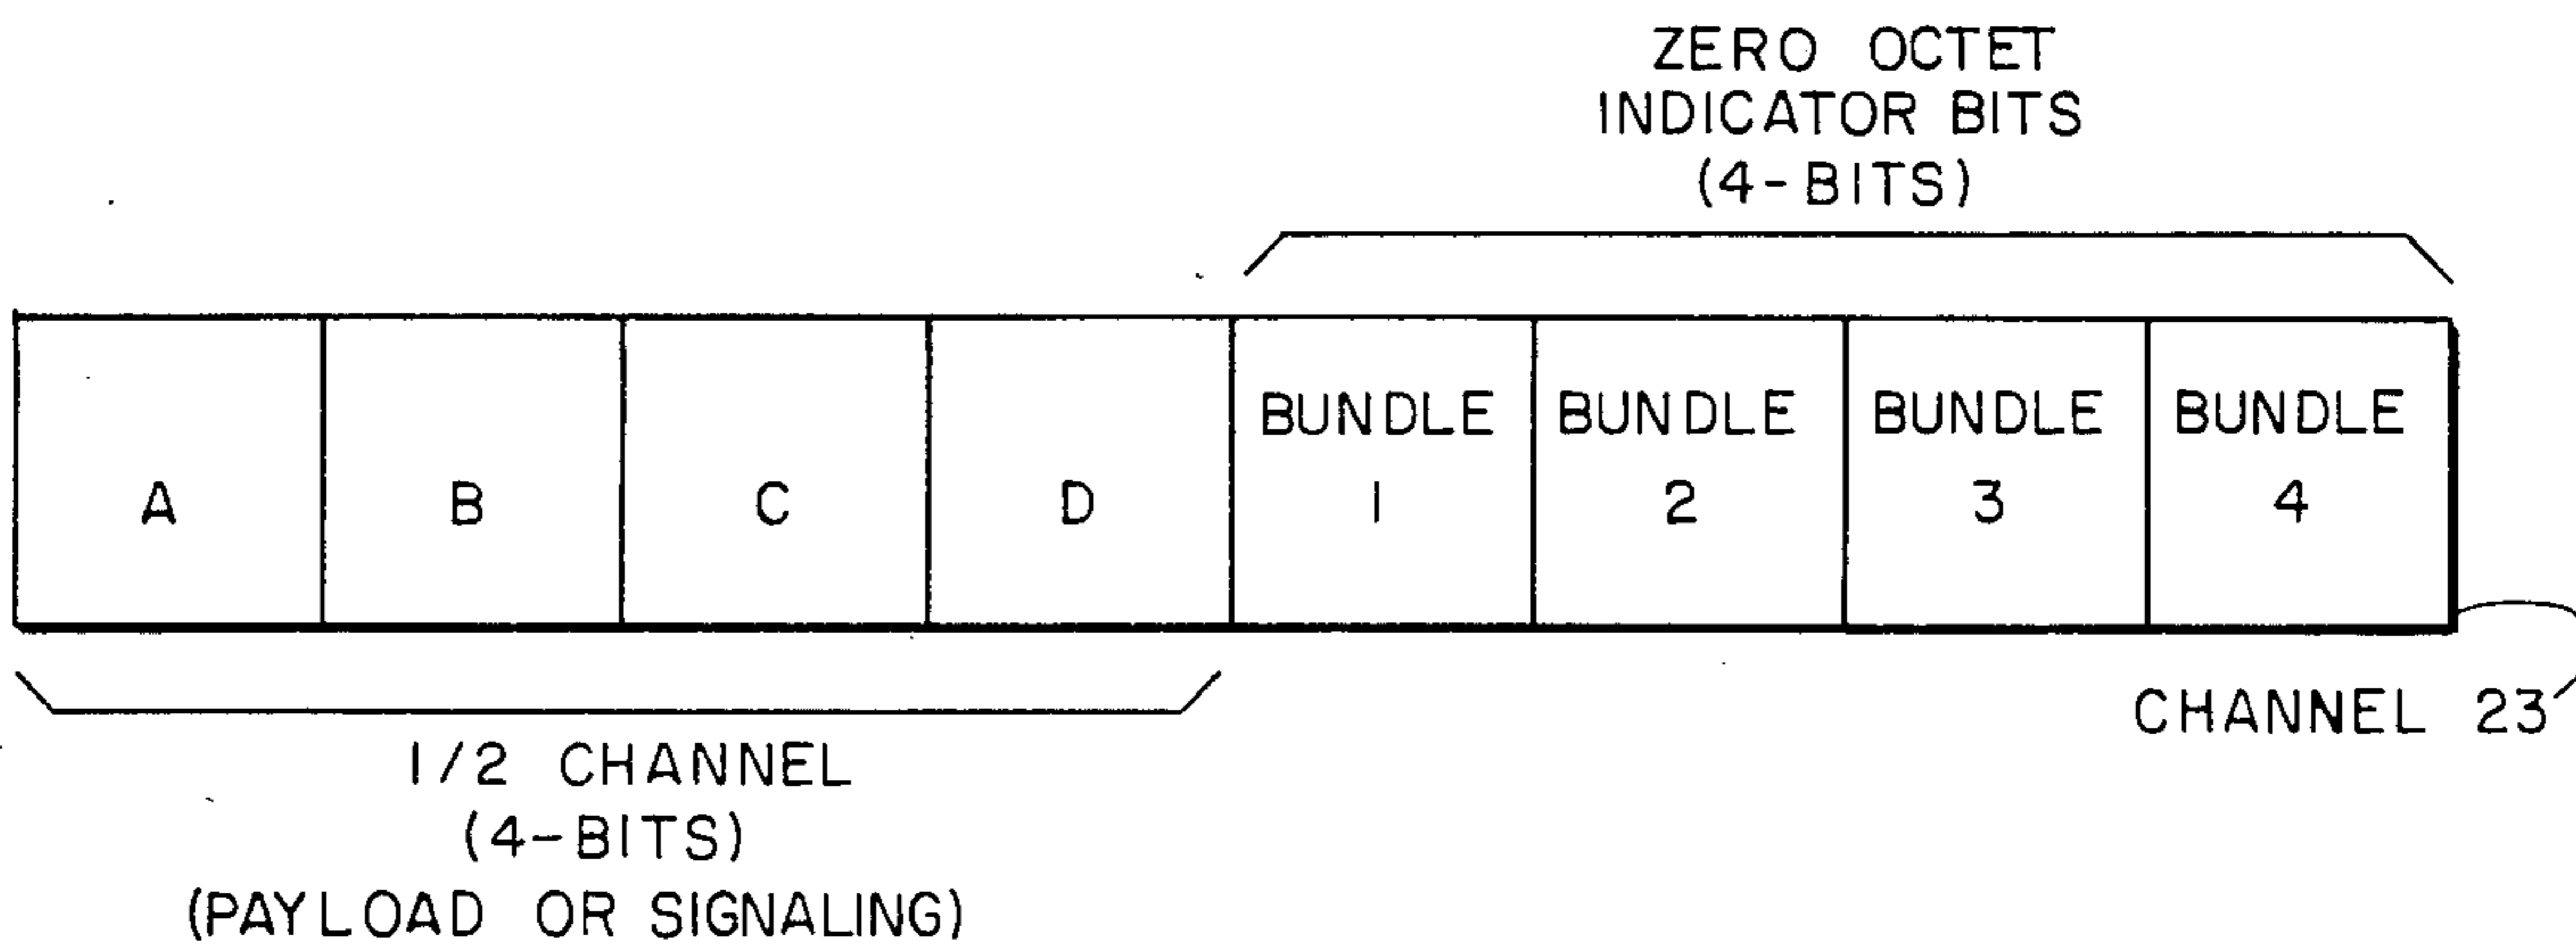 ZERO OCTET
INDICATOR BITS
(4-BITS)
BUNDLE BUNDLE BUNDLE BUNDLE
A B C D 1 2 3 4
CHANNEL 23
1/2 CHANNEL
(4-BITS)
(PAYLOAD OR SIGNALING)